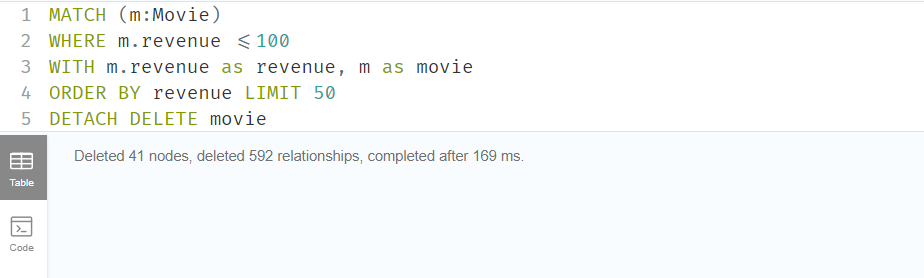 1 MATCH (m:Movie)
2 WHERE m.revenue <=100
3 WITH m.revenue as revenue, m as movie
4 ORDER BY revenue LIMIT 50
5 DETACH DELETE movie
Deleted 41 nodes, deleted 592 relationships, completed after 169 ms.
Table
Code